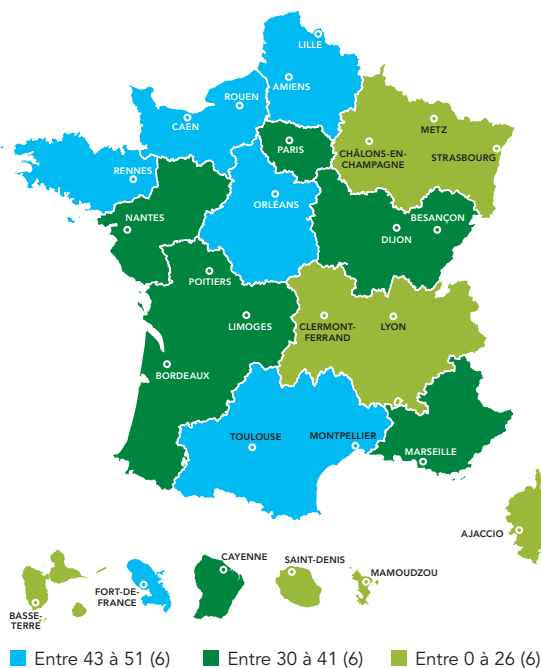 LILLE
AMIENS
ROUEN
CAEN
METZ
PARIS
CHÂLONS-EN-
CHAMPAGNE
STRASBOURG
RENNES
ORLÉANS
NANTES
BESANÇON
DIJON
POITIERS
LIMOGES
CLERMONT-
FERRAND
LYON
BORDEAUX
TOULOUSE
MONTPELLIER
MARSEILLE
AJACCIO
CAYENNE
SAINT-DENIS
MAMOUDZOU
FORT-DE-
FRANCE
BASSE-
TERRE
Entre 43 à 51 (6)
Entre 30 à 41 (6)
Entre 0 à 26 (6)